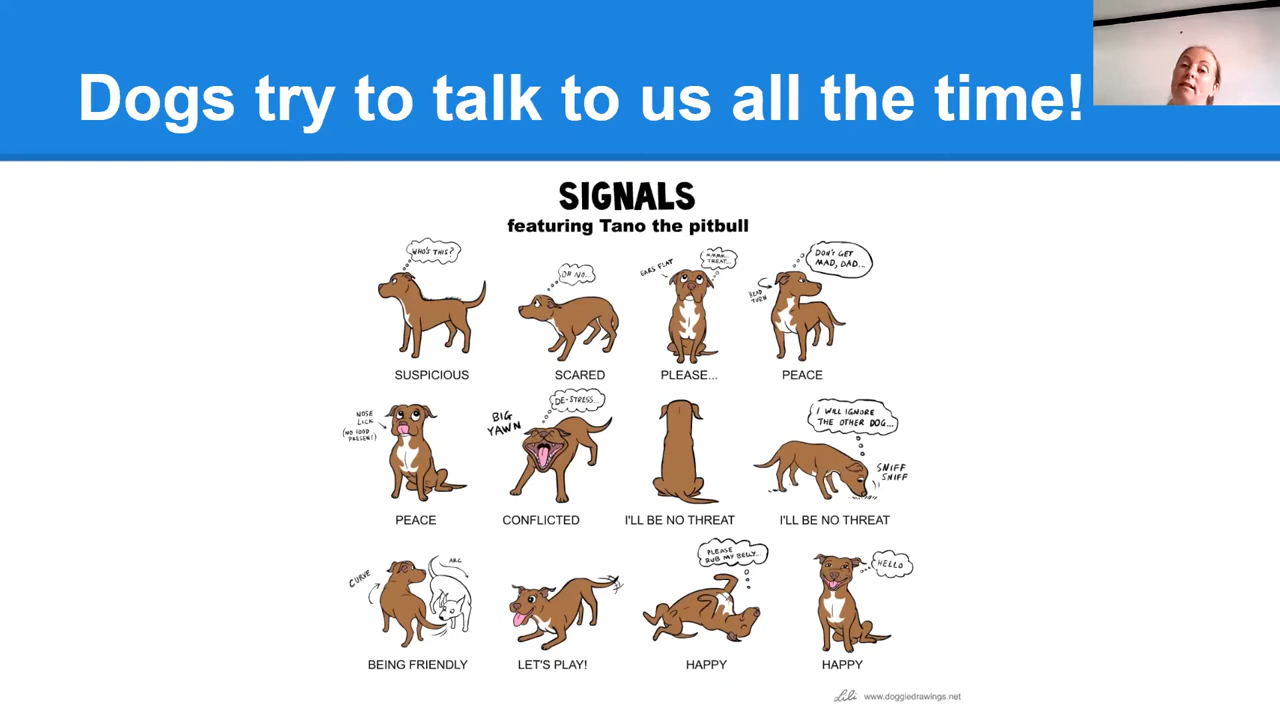 Dogs try to talk to us all the time!
SIGNALS
featuring Tano the pitbull
WHO'S THIS?
OH NO...
EARS FLAT
MMMM..
TREAT...
HEAD
TURN
DON'T GET
MAD, DAD...
SUSPICIOUS
SCARED
PLEASE...
PEACE
NOSE
LICK
(NO FOOD
PRESENT)
BIG
YAWN
DE-STRESS...
I WILL IGNORE
THE OTHER DOG...
SNIFF
SNIFF
PEACE
CONFLICTED
I'LL BE NO THREAT
I'LL BE NO THREAT
CURVE
ARC
PLEASE
RUB MY BELLY...
HELLO
BEING FRIENDLY
LET'S PLAY!
HAPPY
HAPPY
Lili www.doggiedrawings.net